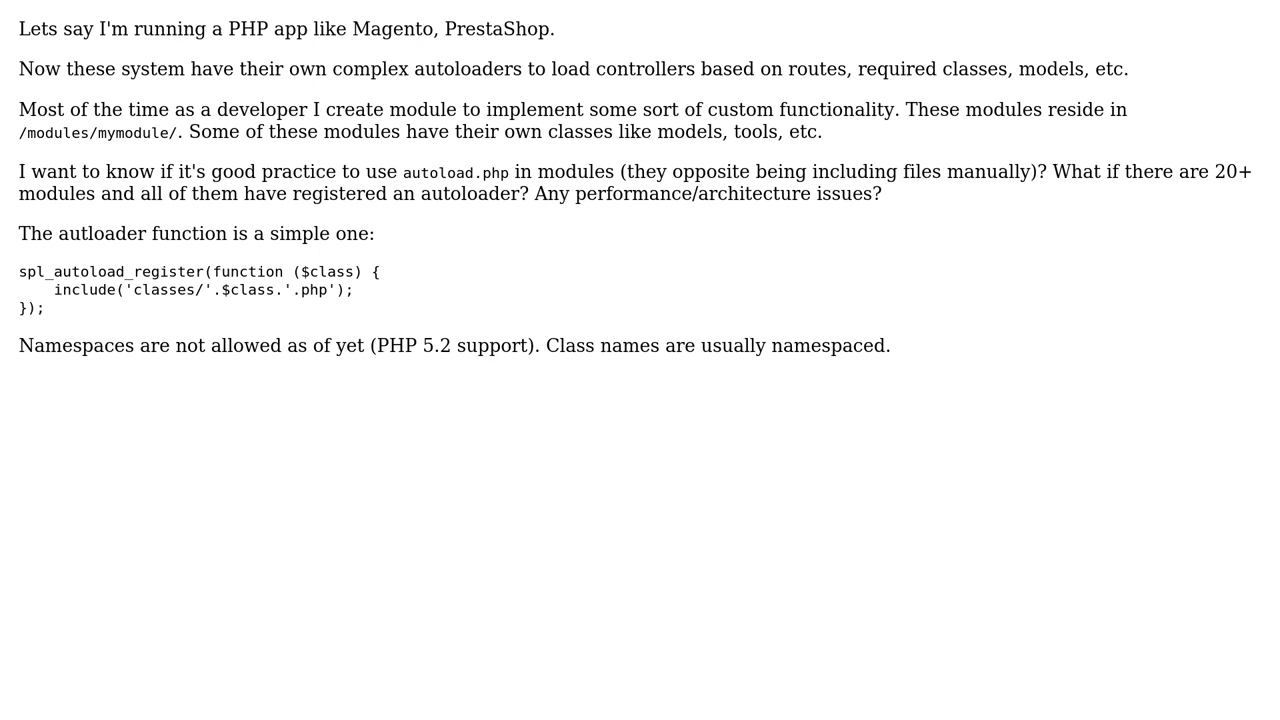 Lets say I'm running a PHP app like Magento, PrestaShop.
Now these system have their own complex autoloaders to load controllers based on routes, required classes, models, etc.
Most of the time as a developer I create module to implement some sort of custom functionality. These modules reside in
/modules/mymodule/. Some of these modules have their own classes like models, tools, etc.
I want to know if it's good practice to use autoload.php in modules (they opposite being including files manually)? What if there are 20+
modules and all of them have registered an autoloader? Any performance/architecture issues?
The autloader function is a simple one:
spl_autoload_register(function ($class) {
    include('classes/'.$class.'.php');
});
Namespaces are not allowed as of yet (PHP 5.2 support). Class names are usually namespaced.